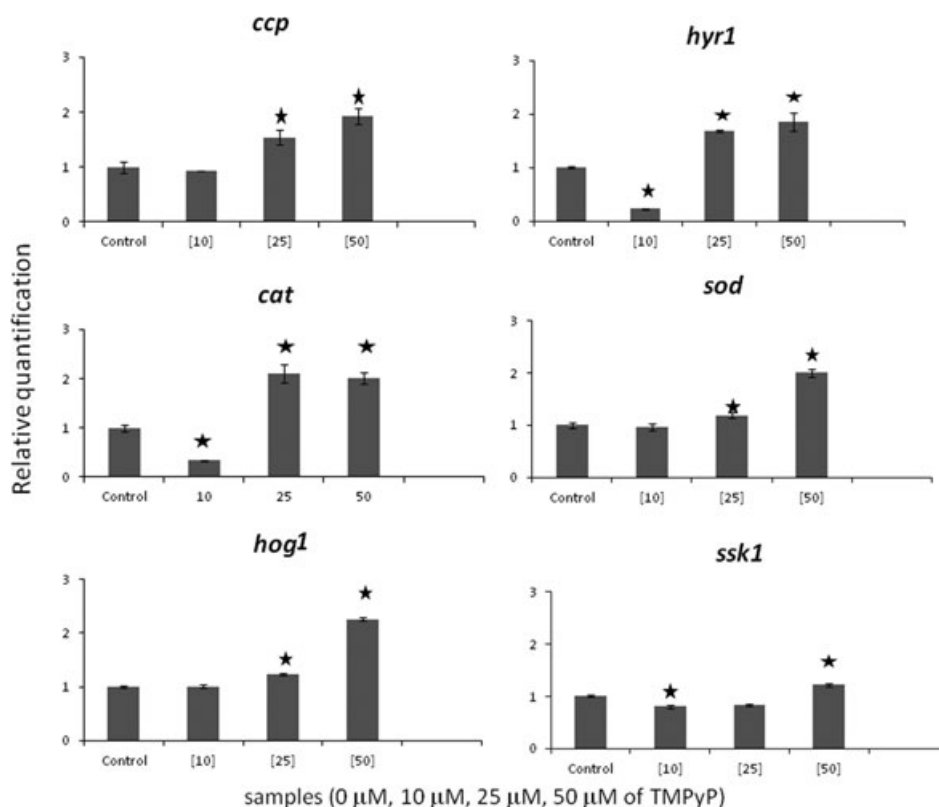 ccp
3
2
1
0
Control [10] [25] [50]
hyr1
3
2
1
0
Control [10] [25] [50]
Relative quantification
cat
3
2
1
0
Control 10 25 50
sod
3
2
1
0
Control [10] [25] [50]
hog1
3
2
1
0
Control [10] [25] [50]
ssk1
3
2
1
0
Control [10] [25] [50]
samples (0 μM, 10 μM, 25 μM, 50 μM of TMPyP)